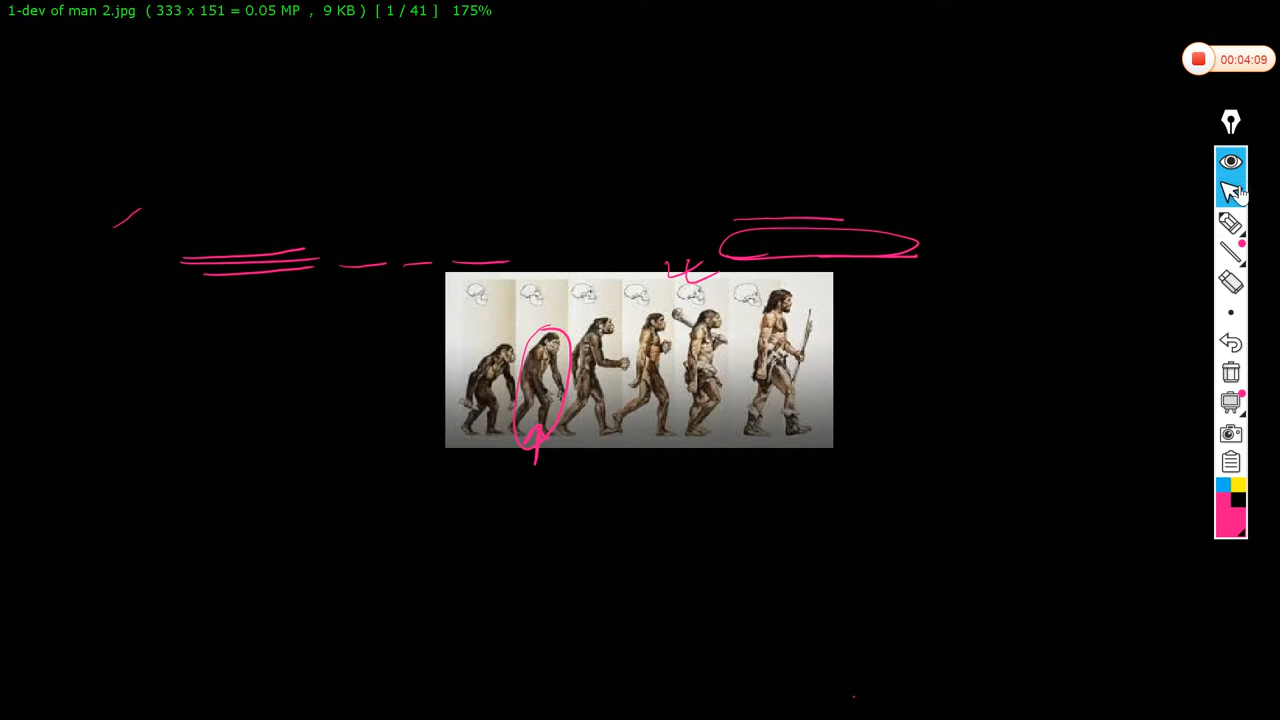 1-dev of man 2.jpg ( 333 x 151 = 0.05 MP , 9 KB ) [ 1 / 41 ] 175%
00:04:09